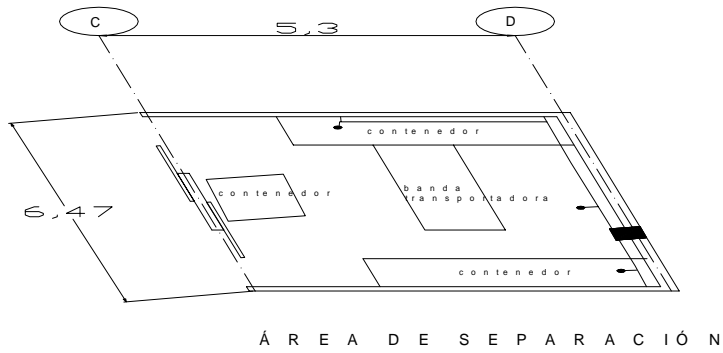 C
D
5,3
contenedor
contenedor
banda
transportadora
6,47
contenedor
ÁREA DE SEPARACIÓN